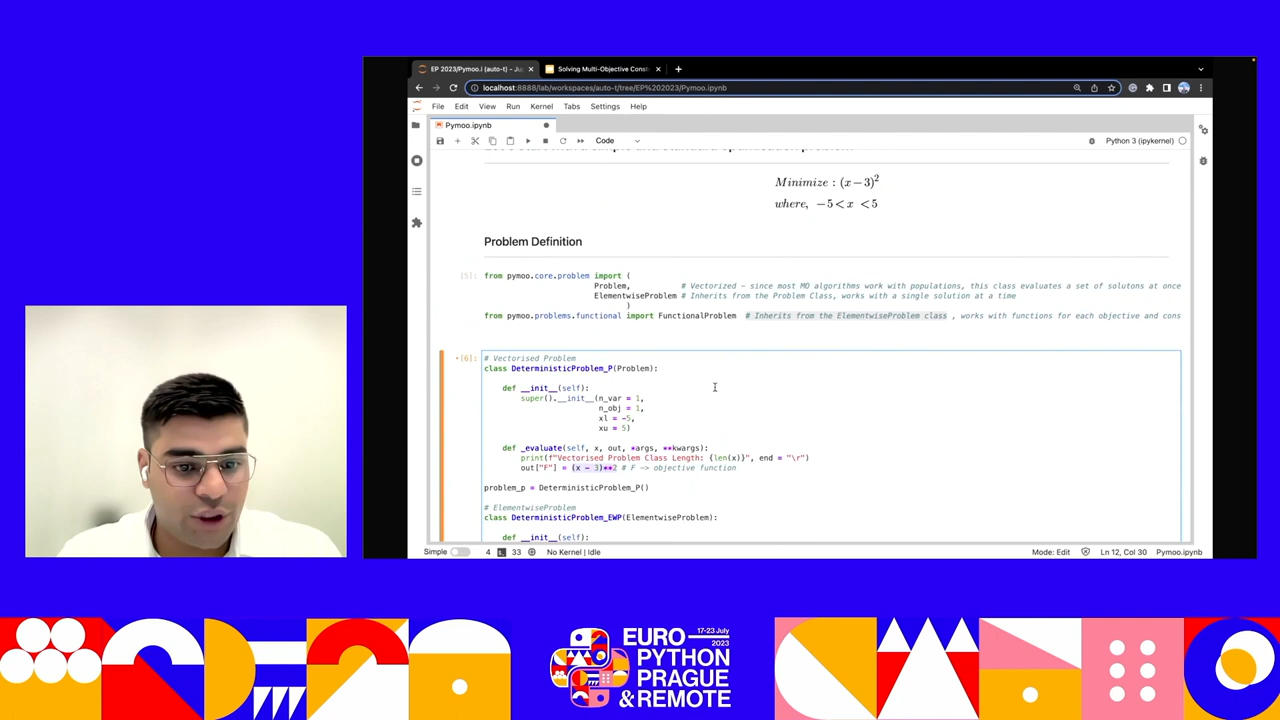 EP 2023/Pymoo.i (auto-t) – Ju
Solving Multi-Objective Const
localhost:8888/lab/workspaces/auto-t/tree/EP%202023/Pymoo.ipynb
File Edit View Run Kernel Tabs Settings Help
Pymoo.ipynb
Code
Python 3 (ipykernel)
Minimize : (x−3)²
where, −5 < x < 5
Problem Definition
[5]: from pymoo.core.problem import (
Problem, # Vectorized – since most MO algorithms work with populations, this class evaluates a set of solutons at once
ElementwiseProblem # Inherits from the Problem Class, works with a single solution at a time
)
from pymoo.problems.functional import FunctionalProblem # Inherits from the ElementwiseProblem class , works with functions for each objective and cons
[6]: # Vectorised Problem
class DeterministicProblem_P(Problem):
def __init__(self):
super().__init__(n_var = 1,
n_obj = 1,
xl = -5,
xu = 5)
def _evaluate(self, x, out, *args, **kwargs):
print(f"Vectorised Problem Class Length: {len(x)}", end = "\r")
out["F"] = (x - 3)**2 # F -> objective function
problem_p = DeterministicProblem_P()
# ElementwiseProblem
class DeterministicProblem_EWP(ElementwiseProblem):
def __init__(self):
Simple 4 33 No Kernel | Idle Mode: Edit Ln 12, Col 30 Pymoo.ipynb
EURO 17-23 July 2023
PYTHON
PRAGUE
& REMOTE